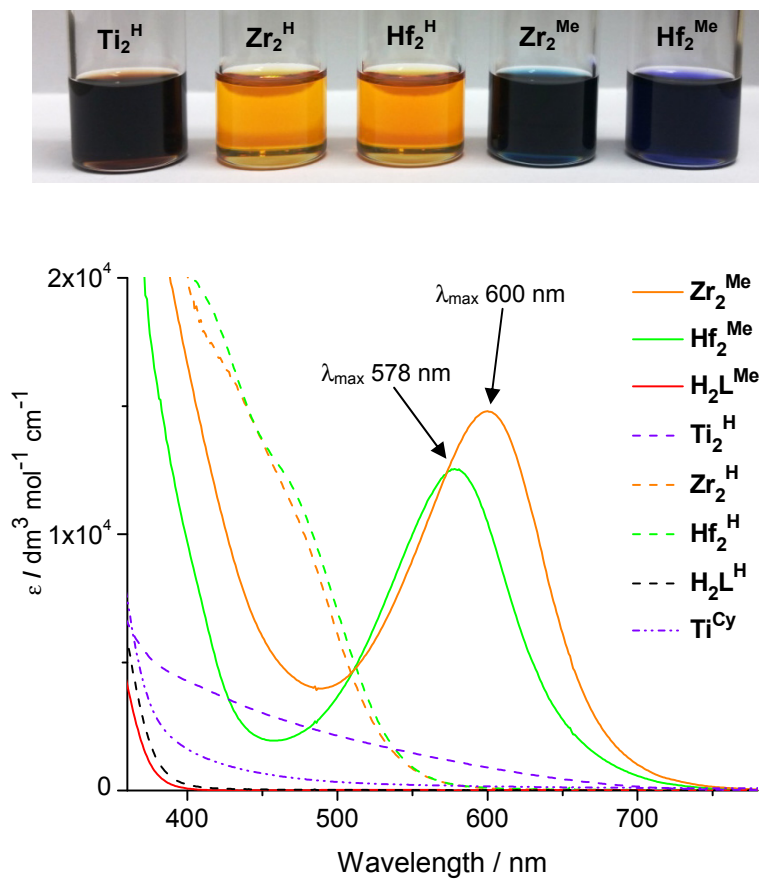 Ti₂ᴴ Zr₂ᴴ Hf₂ᴴ Zr₂ᴹᵉ Hf₂ᴹᵉ
2x10⁴
1x10⁴
0
ε / dm³ mol⁻¹ cm⁻¹
λmax 600 nm
λmax 578 nm
Zr₂ᴹᵉ
Hf₂ᴹᵉ
H₂Lᴹᵉ
Ti₂ᴴ
Zr₂ᴴ
Hf₂ᴴ
H₂Lᴴ
Tiᶜʸ
400 500 600 700
Wavelength / nm